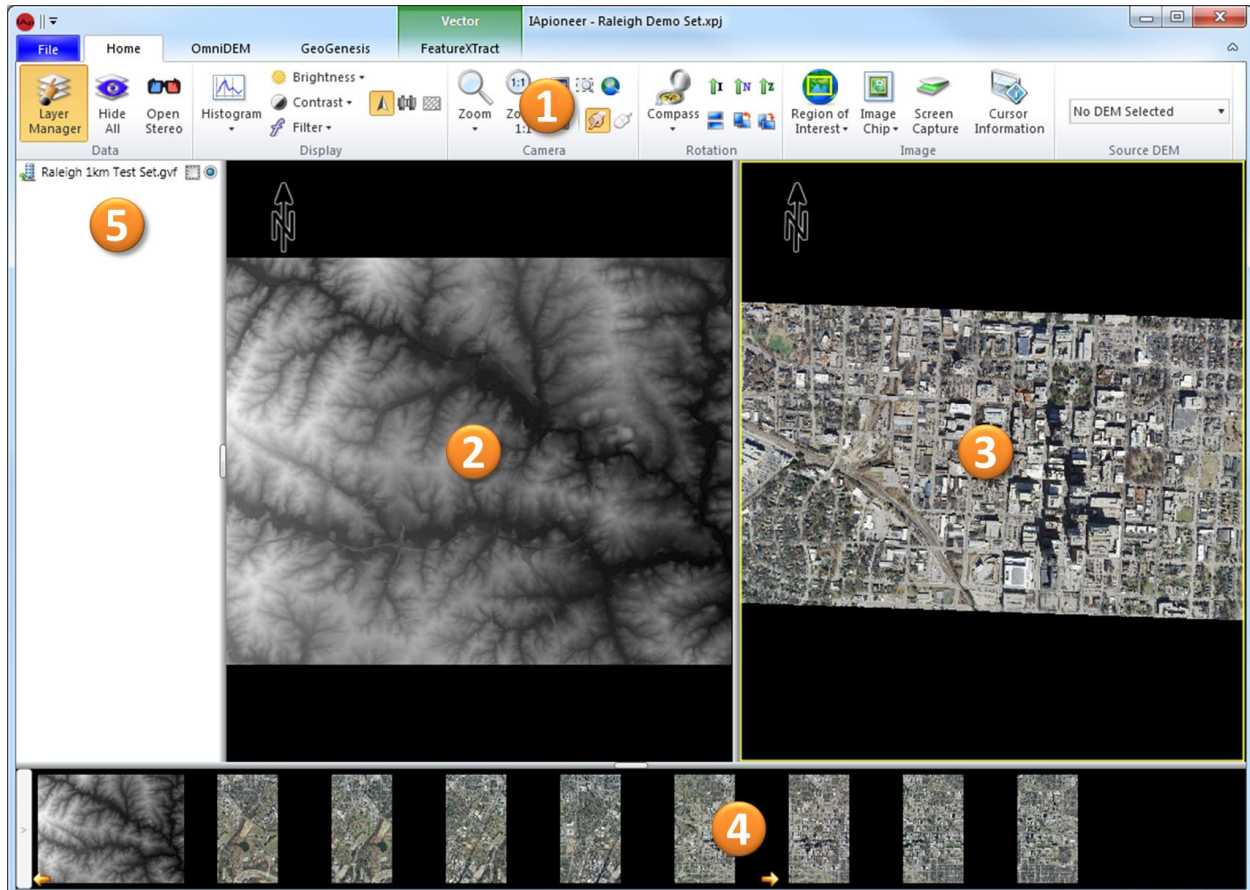 Vector
IApioneer - Raleigh Demo Set.xpj
File
Home
OmniDEM
GeoGenesis
FeatureXTract
Layer Manager
Hide All
Open Stereo
Data
Histogram
Brightness
Contrast
Filter
Display
Zoom
1:1
1:1
1
Camera
Compass
I
N
Z
Rotation
Region of Interest
Image Chip
Screen Capture
Cursor Information
Image
No DEM Selected
Source DEM
Raleigh 1km Test Set.gvf
5
N
2
N
3
4